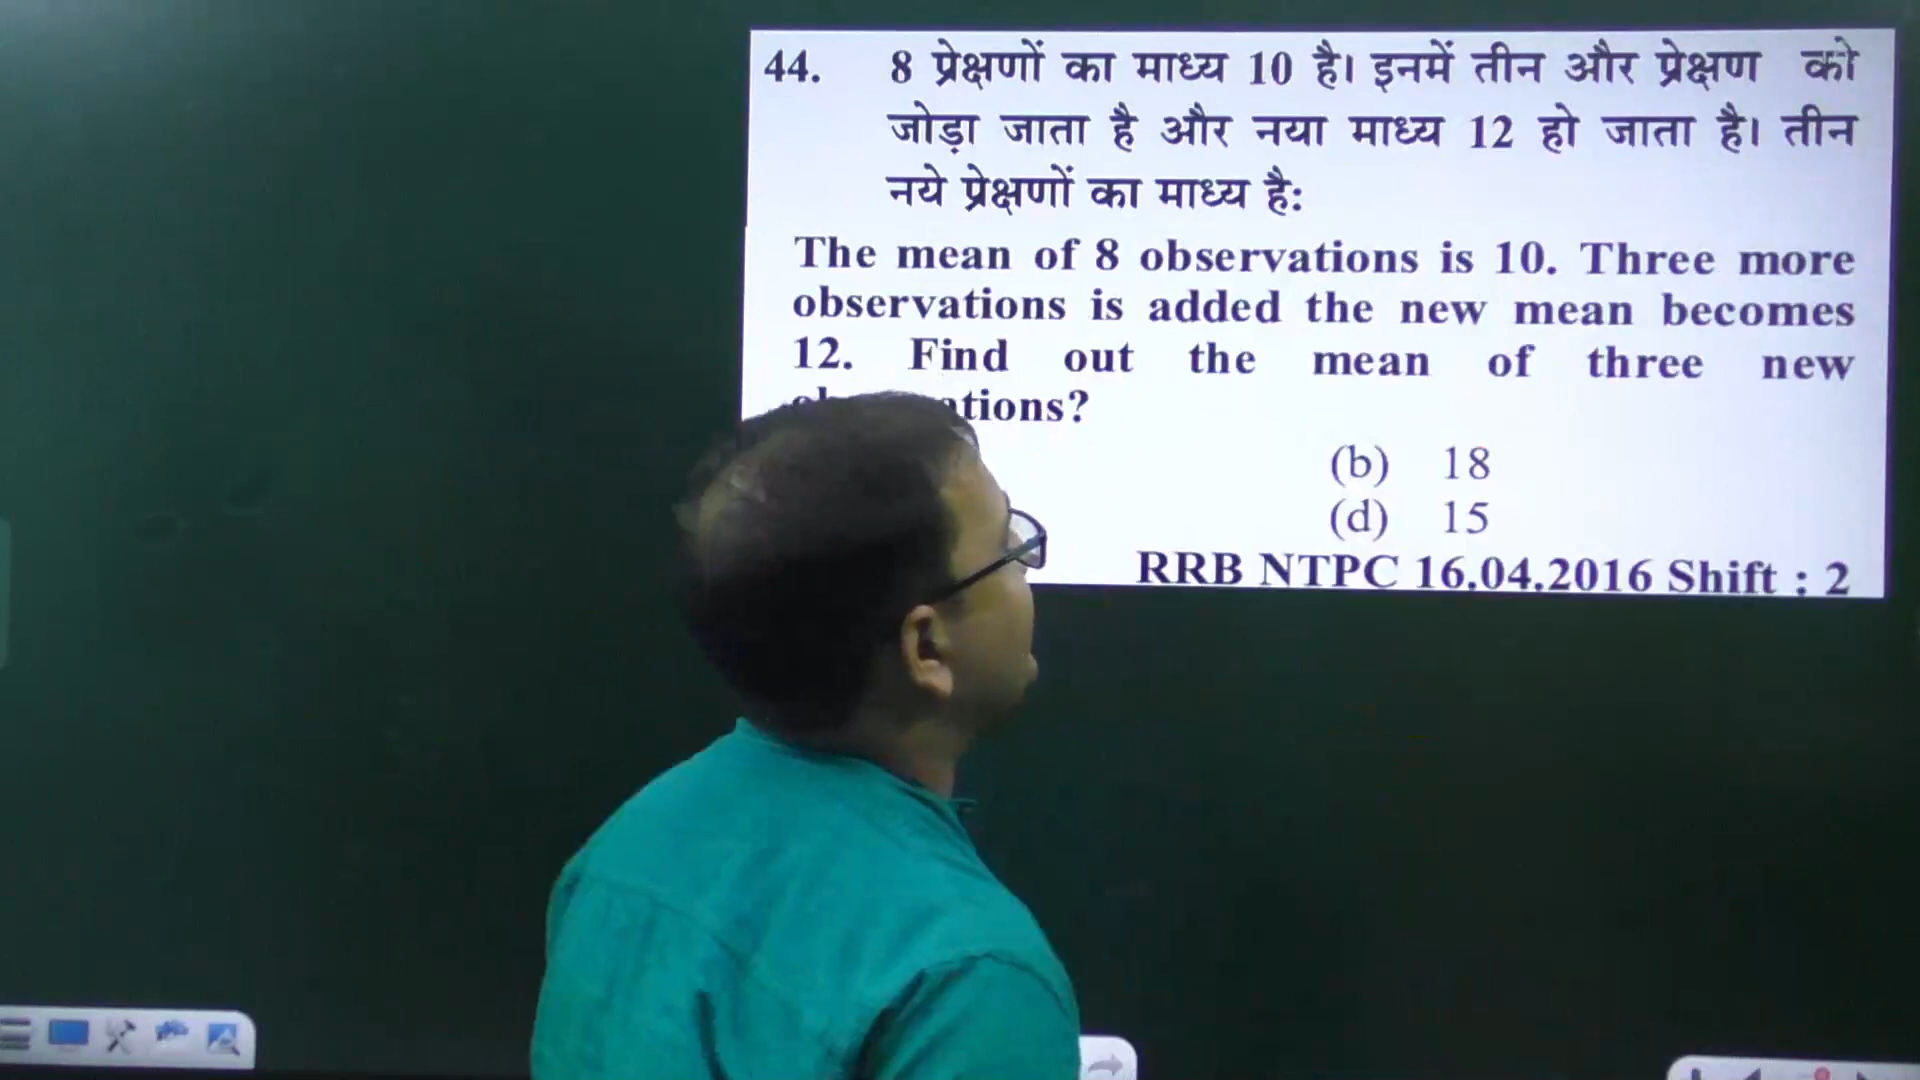 44. 8 प्रेक्षणों का माध्य 10 है। इनमें तीन और प्रेक्षण को
जोड़ा जाता है और नया माध्य 12 हो जाता है। तीन
नये प्रेक्षणों का माध्य है:
The mean of 8 observations is 10. Three more
observations is added the new mean becomes
12. Find out the mean of three new
(b) 18
(d) 15
RRB NTPC 16.04.2016 Shift : 2